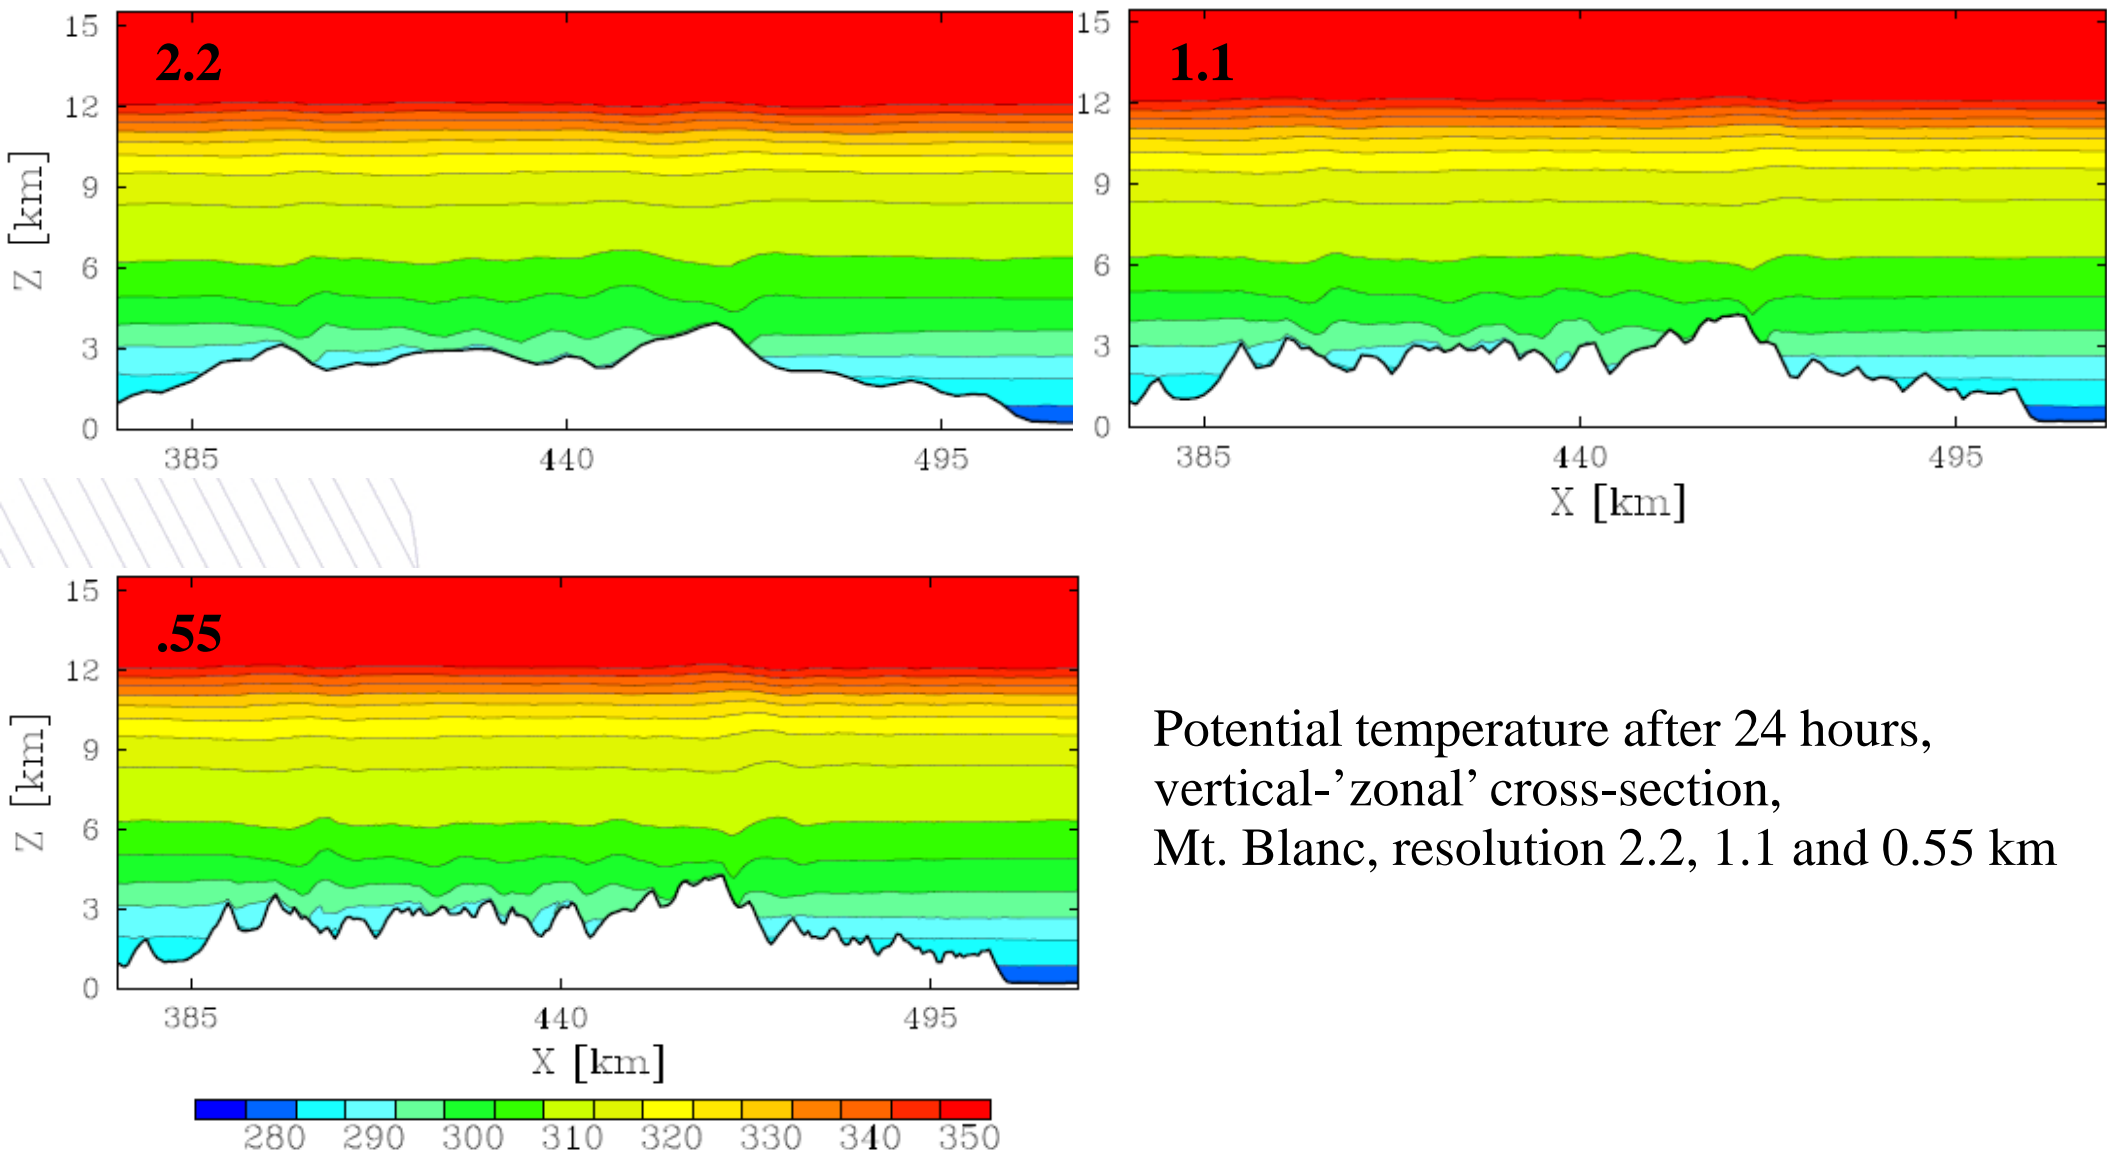 15
2.2
12
9
6
3
0
Z [km]
385 440 495
15
1.1
12
9
6
3
0
385 440 495
X [km]
15
.55
12
9
6
3
0
Z [km]
385 440 495
X [km]
280 290 300 310 320 330 340 350
Potential temperature after 24 hours,
vertical-’zonal’ cross-section,
Mt. Blanc, resolution 2.2, 1.1 and 0.55 km